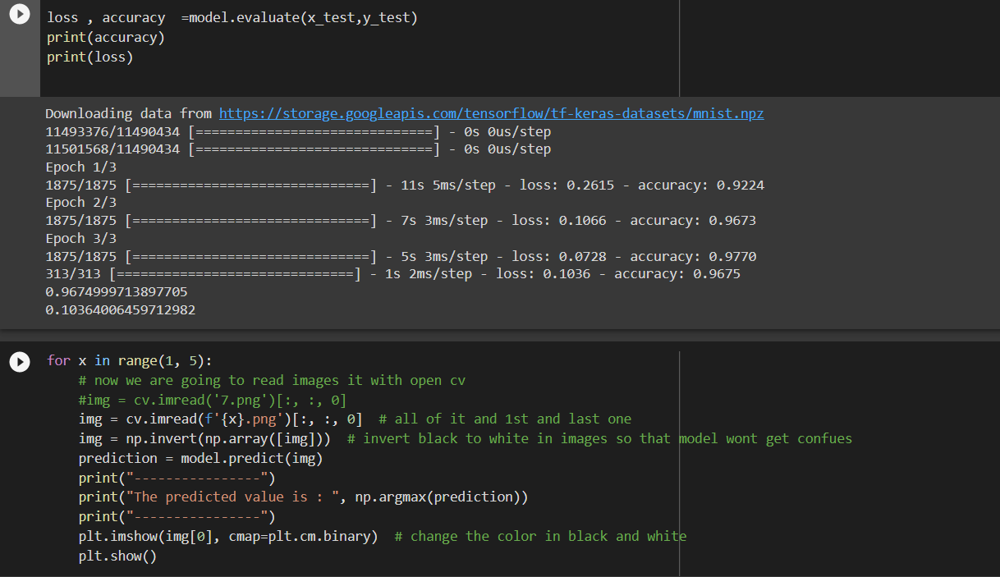 loss , accuracy  =model.evaluate(x_test,y_test)
print(accuracy)
print(loss)
Downloading data from https://storage.googleapis.com/tensorflow/tf-keras-datasets/mnist.npz
11493376/11490434 [==============================] - 0s 0us/step
11501568/11490434 [==============================] - 0s 0us/step
Epoch 1/3
1875/1875 [==============================] - 11s 5ms/step - loss: 0.2615 - accuracy: 0.9224
Epoch 2/3
1875/1875 [==============================] - 7s 3ms/step - loss: 0.1066 - accuracy: 0.9673
Epoch 3/3
1875/1875 [==============================] - 5s 3ms/step - loss: 0.0728 - accuracy: 0.9770
313/313 [==============================] - 1s 2ms/step - loss: 0.1036 - accuracy: 0.9675
0.9674999713897705
0.10364006459712982
for x in range(1, 5):
    # now we are going to read images it with open cv
    #img = cv.imread('7.png')[:, :, 0]
    img = cv.imread(f'{x}.png')[:, :, 0]  # all of it and 1st and last one
    img = np.invert(np.array([img]))  # invert black to white in images so that model wont get confues
    prediction = model.predict(img)
    print("----------------")
    print("The predicted value is : ", np.argmax(prediction))
    print("----------------")
    plt.imshow(img[0], cmap=plt.cm.binary)  # change the color in black and white
    plt.show()